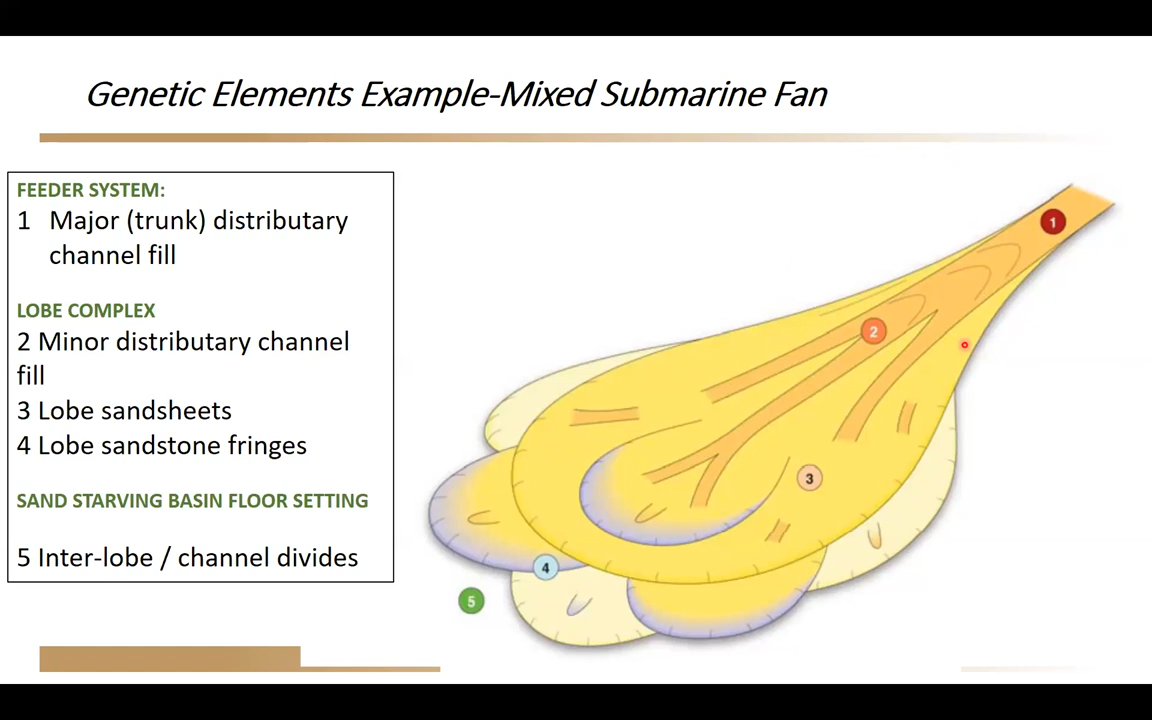 Genetic Elements Example-Mixed Submarine Fan
FEEDER SYSTEM:
1 Major (trunk) distributary
channel fill
LOBE COMPLEX
2 Minor distributary channel
fill
3 Lobe sandsheets
4 Lobe sandstone fringes
SAND STARVING BASIN FLOOR SETTING
5 Inter-lobe / channel divides
1
2
3
4
5